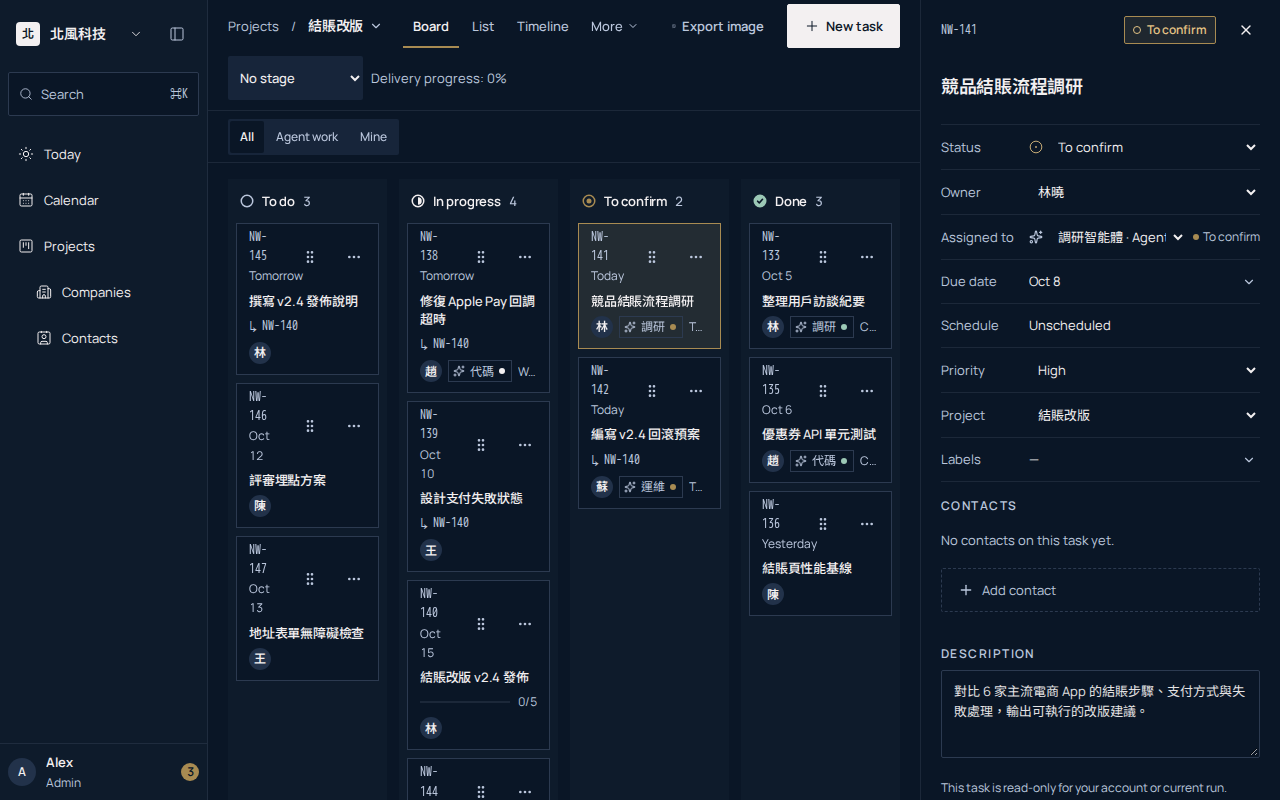 北 北風科技
Search ⌘K
Today
Calendar
Projects
Companies
Contacts
A Alex
Admin
3
Projects / 結賬改版
Board List Timeline More
Export image
+ New task
No stage
Delivery progress: 0%
All Agent work Mine
To do 3
NW-
145
Tomorrow
撰寫 v2.4 發佈說明
↳ NW-140
林
NW-
146
Oct
12
評審埋點方案
陳
NW-
147
Oct
13
地址表單無障礙檢查
王
In progress 4
NW-
138
Tomorrow
修復 Apple Pay 回調
超時
↳ NW-140
趙 代碼 W...
NW-
139
Oct
10
設計支付失敗狀態
↳ NW-140
王
NW-
140
Oct
15
結賬改版 v2.4 發佈
0/5
林
NW-
144
To confirm 2
NW-
141
Today
競品結賬流程調研
林 調研 T...
NW-
142
Today
編寫 v2.4 回滾預案
↳ NW-140
蘇 運維 T...
Done 3
NW-
133
Oct 5
整理用戶訪談紀要
林 調研 C...
NW-
135
Oct 6
優惠券 API 單元測試
趙 代碼 C...
NW-
136
Yesterday
結賬頁性能基線
陳
NW-141
To confirm
競品結賬流程調研
Status To confirm
Owner 林曉
Assigned to 調研智能體 · Agent To confirm
Due date Oct 8
Schedule Unscheduled
Priority High
Project 結賬改版
Labels —
CONTACTS
No contacts on this task yet.
+ Add contact
DESCRIPTION
對比 6 家主流電商 App 的結賬步驟、支付方式與失
敗處理，輸出可執行的改版建議。
This task is read-only for your account or current run.